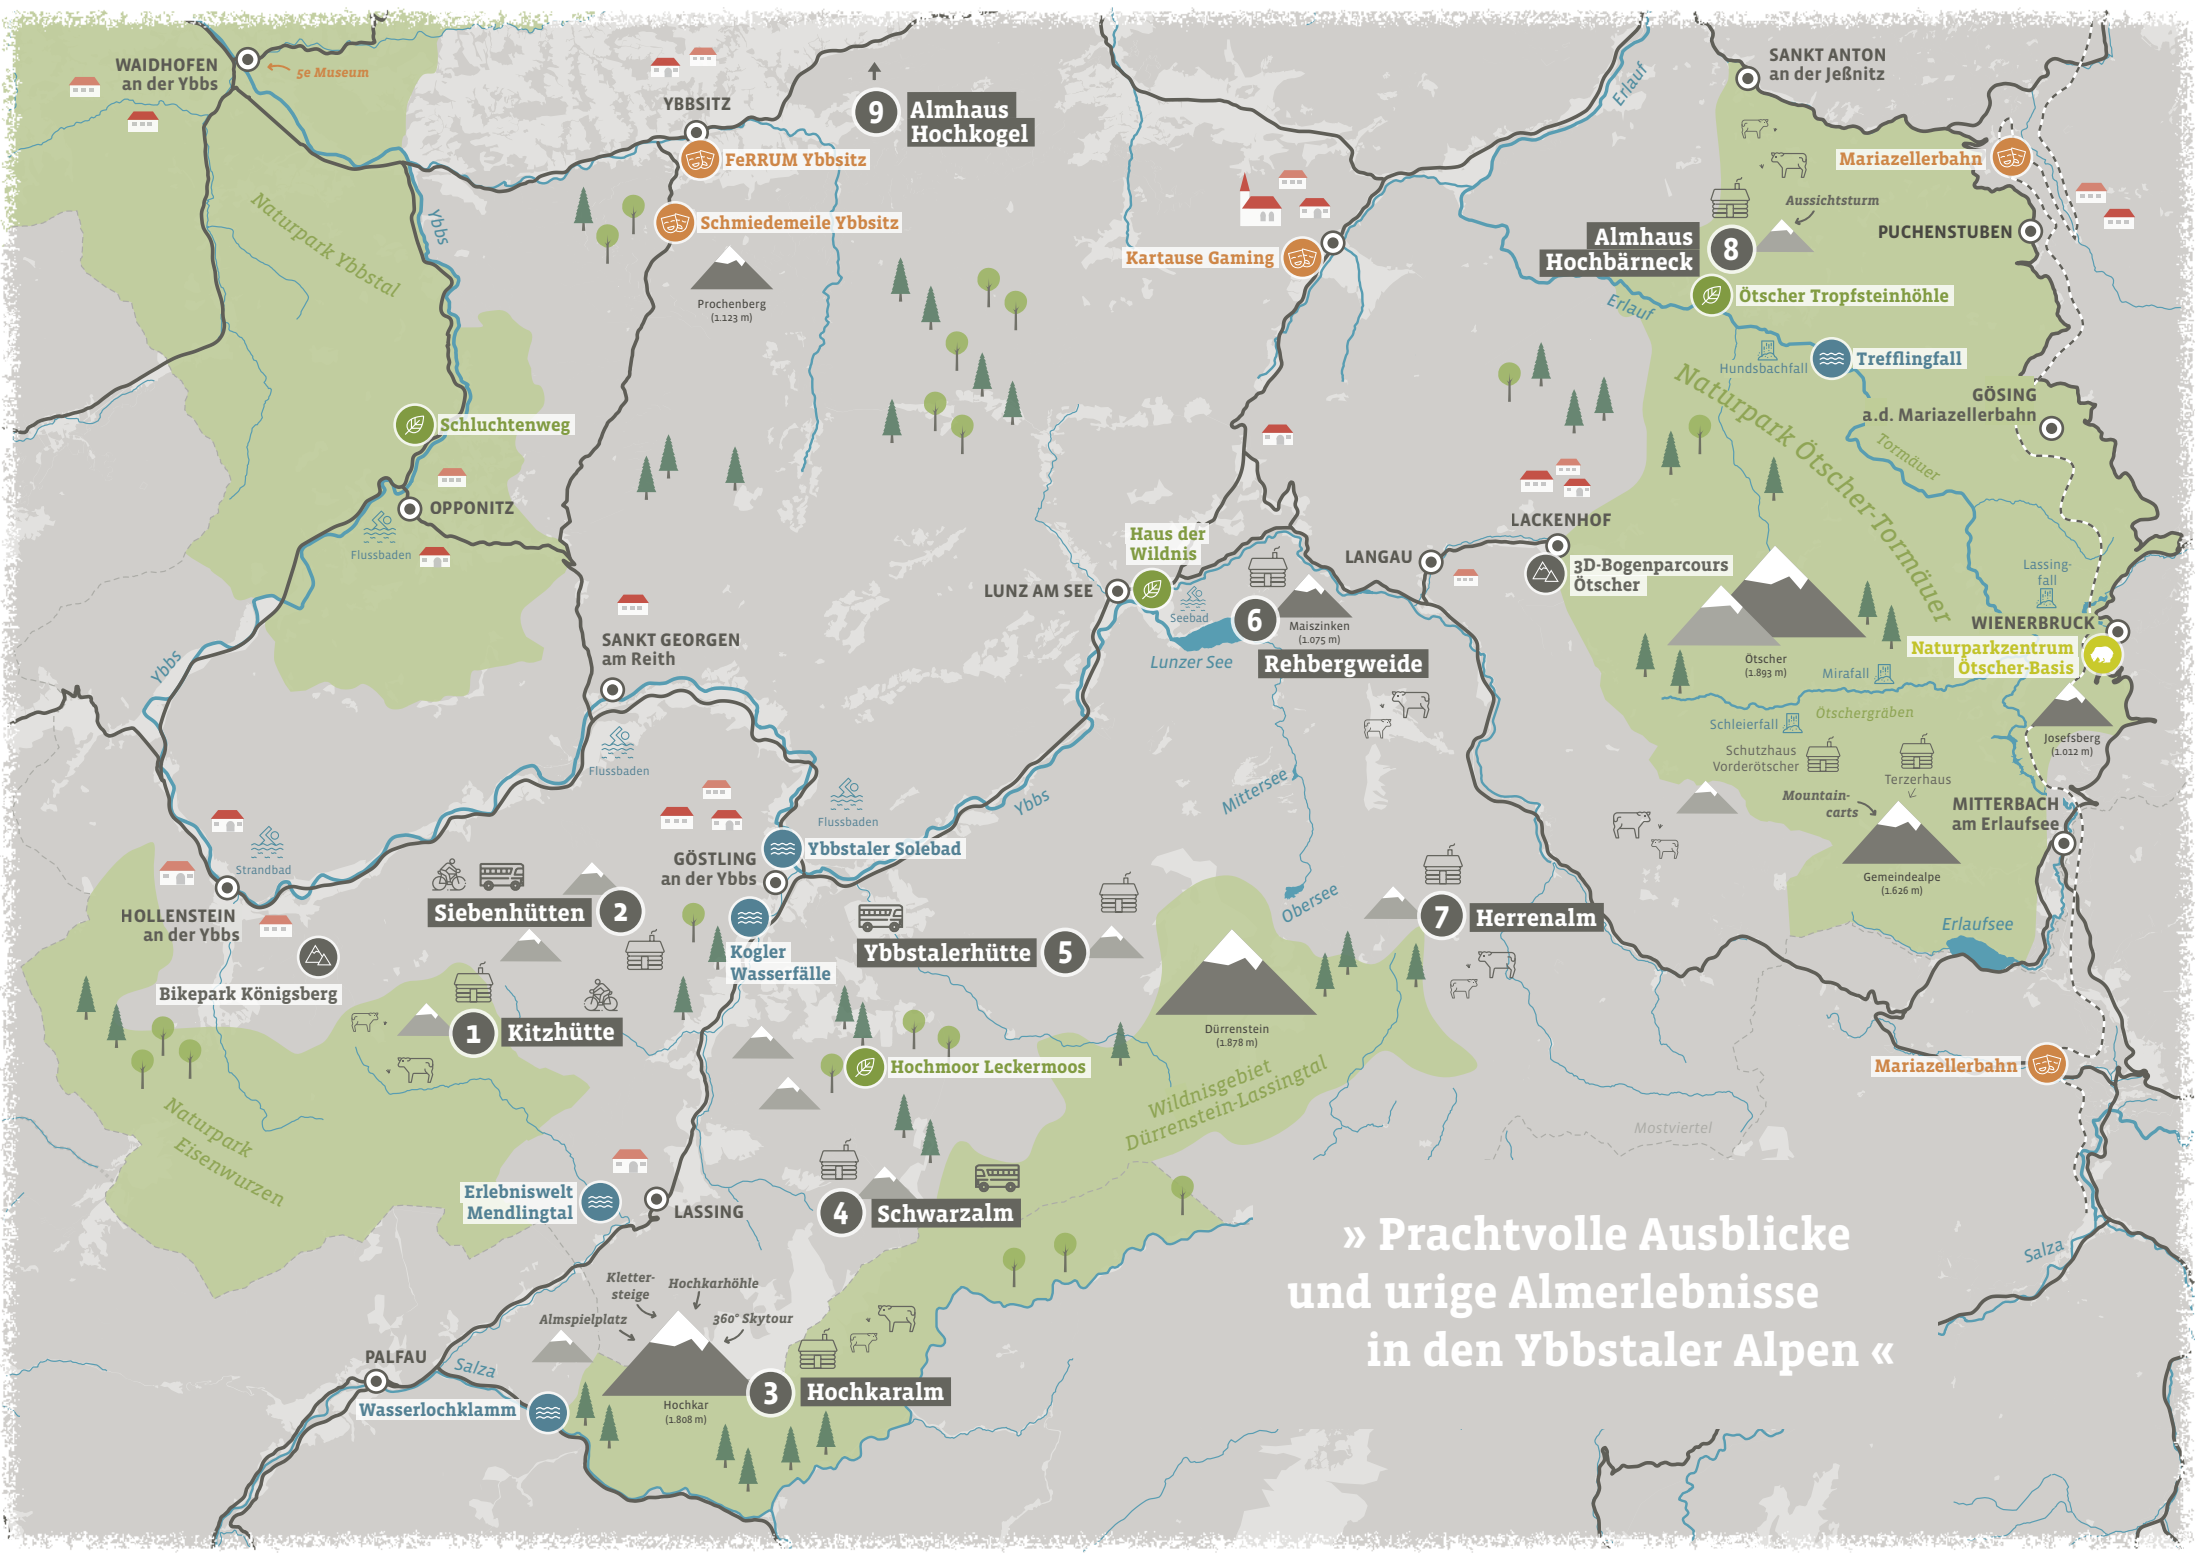 WAIDHOFEN
an der Ybbs
5e Museum
YBBSITZ
9
Almhaus
Hochkogel
FeRRUM Ybbsitz
Schmiedemeile Ybbsitz
Prochenberg
(1.123 m)
Naturpark Ybbstal
Ybbs
Kartause Gaming
Erlauf
SANKT ANTON
an der Jeßnitz
Mariazellerbahn
Aussichtsturm
PUCHENSTUBEN
Almhaus
Hochbärneck
8
Ötscher Tropfsteinhöhle
Erlauf
Hundsbachfall
Trefflingfall
GÖSING
a.d. Mariazellerbahn
Tormäuer
Naturpark Ötscher-Tormäuer
Schluchtenweg
OPPONITZ
Flussbaden
Haus der
Wildnis
LUNZ AM SEE
Seebad
Lunzer See
6
Maiszinken
(1.075 m)
Rehbergweide
LANGAU
LACKENHOF
3D-Bogenparcours
Ötscher
Lassing-
fall
WIENERBRUCK
Naturparkzentrum
Ötscher-Basis
Ötscher
(1.893 m)
Mirafall
Schleierfall
Ötschergräben
Josefsberg
(1.012 m)
Schutzhaus
Vorderötscher
Terzerhaus
Mountain-
carts
MITTERBACH
am Erlaufsee
Gemeindealpe
(1.626 m)
Erlaufsee
SANKT GEORGEN
am Reith
Ybbs
Flussbaden
Flussbaden
Ybbs
Mittersee
Obersee
Strandbad
HOLLENSTEIN
an der Ybbs
Bikepark Königsberg
GÖSTLING
an der Ybbs
Ybbstaler Solebad
Siebenhütten
2
Kogler
Wasserfälle
Ybbstalerhütte
5
7
Herrenalm
1
Kitzhütte
Dürrenstein
(1.878 m)
Hochmoor Leckermoos
Wildnisgebiet
Dürrenstein-Lassingtal
Mariazellerbahn
Mostviertel
Naturpark
Eisenwurzen
Erlebniswelt
Mendlingtal
LASSING
4
Schwarzalm
Salza
» Prachtvolle Ausblicke
und urige Almerlebnisse
in den Ybbstaler Alpen «
Kletter-
steige
Hochkarhöhle
Almspielplatz
360° Skytour
PALFAU
Salza
Wasserlochklamm
Hochkar
(1.808 m)
3
Hochkaralm